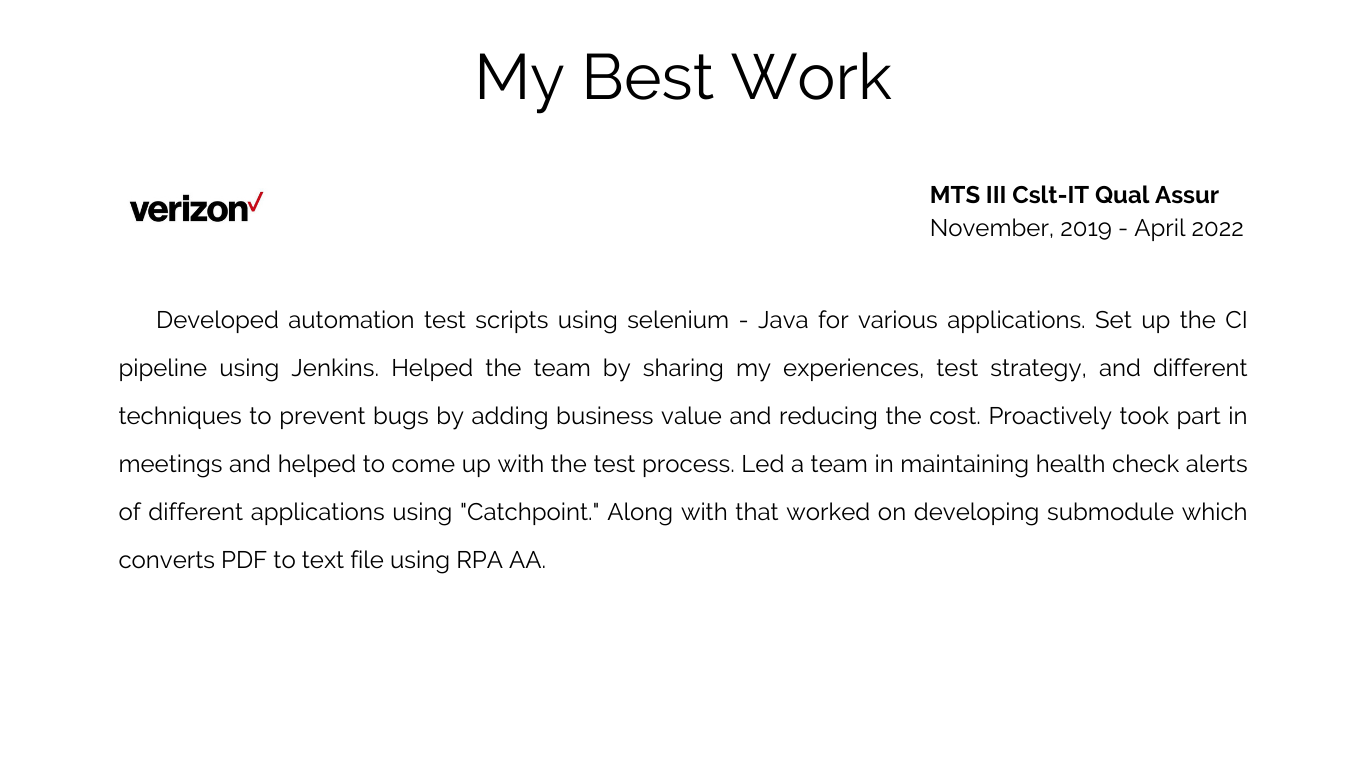 My Best Work
verizon
MTS III Cslt-IT Qual Assur
November, 2019 - April 2022
Developed automation test scripts using selenium - Java for various applications. Set up the CI
pipeline using Jenkins. Helped the team by sharing my experiences, test strategy, and different
techniques to prevent bugs by adding business value and reducing the cost. Proactively took part in
meetings and helped to come up with the test process. Led a team in maintaining health check alerts
of different applications using "Catchpoint." Along with that worked on developing submodule which
converts PDF to text file using RPA AA.